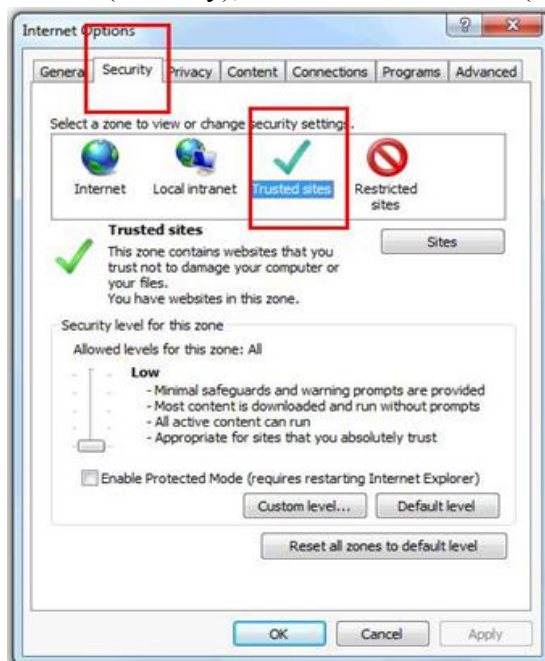 Internet Options
General Security Privacy Content Connections Programs Advanced
Select a zone to view or change security settings.
Internet Local intranet Trusted sites Restricted sites
Trusted sites
Sites
This zone contains websites that you
trust not to damage your computer or
your files.
You have websites in this zone.
Security level for this zone
Allowed levels for this zone: All
Low
- Minimal safeguards and warning prompts are provided
- Most content is downloaded and run without prompts
- All active content can run
- Appropriate for sites that you absolutely trust
Enable Protected Mode (requires restarting Internet Explorer)
Custom level... Default level
Reset all zones to default level
OK Cancel Apply